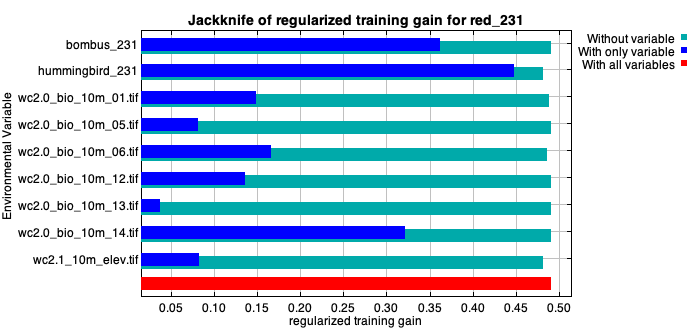 Jackknife of regularized training gain for red_231
Without variable
With only variable
With all variables
Environmental Variable
bombus_231
hummingbird_231
wc2.0_bio_10m_01.tif
wc2.0_bio_10m_05.tif
wc2.0_bio_10m_06.tif
wc2.0_bio_10m_12.tif
wc2.0_bio_10m_13.tif
wc2.0_bio_10m_14.tif
wc2.1_10m_elev.tif
0.05 0.10 0.15 0.20 0.25 0.30 0.35 0.40 0.45 0.50
regularized training gain